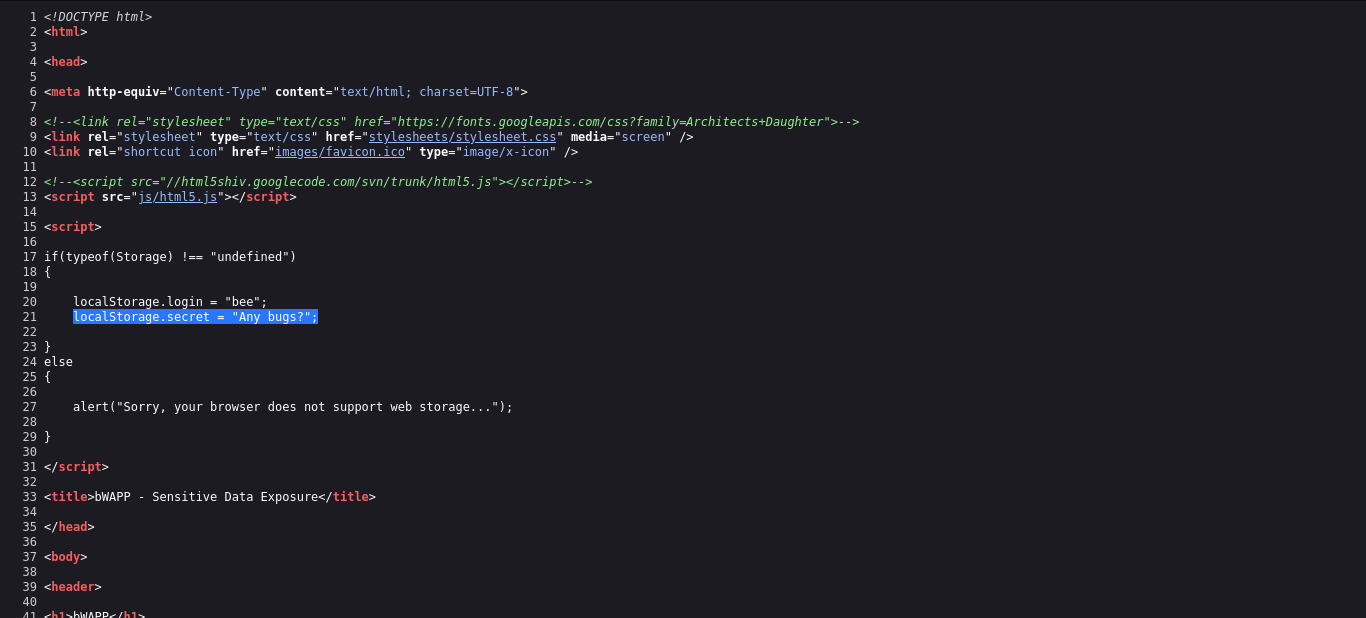 1 <!DOCTYPE html>
2 <html>
3
4 <head>
5
6 <meta http-equiv="Content-Type" content="text/html; charset=UTF-8">
7
8 <!--<link rel="stylesheet" type="text/css" href="https://fonts.googleapis.com/css?family=Architects+Daughter">-->
9 <link rel="stylesheet" type="text/css" href="stylesheets/stylesheet.css" media="screen" />
10 <link rel="shortcut icon" href="images/favicon.ico" type="image/x-icon" />
11
12 <!--<script src="//html5shiv.googlecode.com/svn/trunk/html5.js"></script>-->
13 <script src="js/html5.js"></script>
14
15 <script>
16
17 if(typeof(Storage) !== "undefined")
18 {
19
20     localStorage.login = "bee";
21     localStorage.secret = "Any bugs?";
22
23 }
24 else
25 {
26
27     alert("Sorry, your browser does not support web storage...");
28
29 }
30
31 </script>
32
33 <title>bWAPP - Sensitive Data Exposure</title>
34
35 </head>
36
37 <body>
38
39 <header>
40
41 <h1>bWAPP</h1>